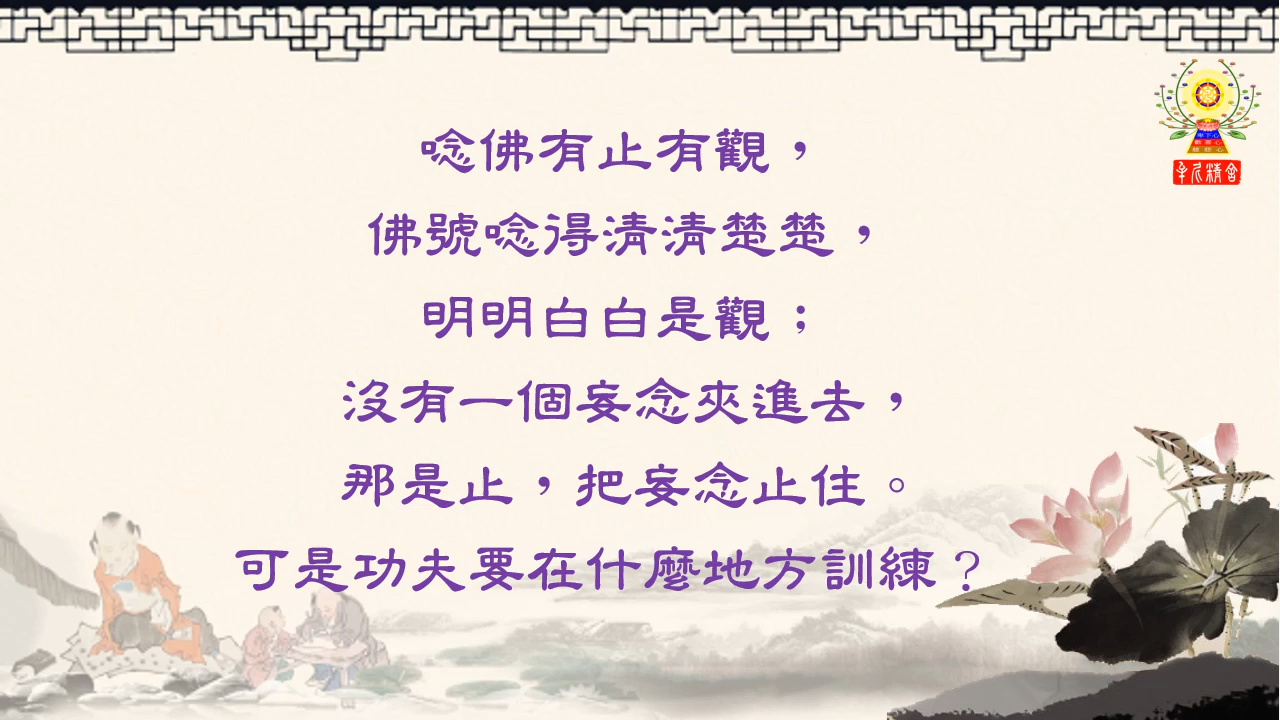 唸佛有止有觀，
佛號唸得清清楚楚，
明明白白是觀；
沒有一個妄念夾進去，
那是止，把妄念止住。
可是功夫要在什麼地方訓練？